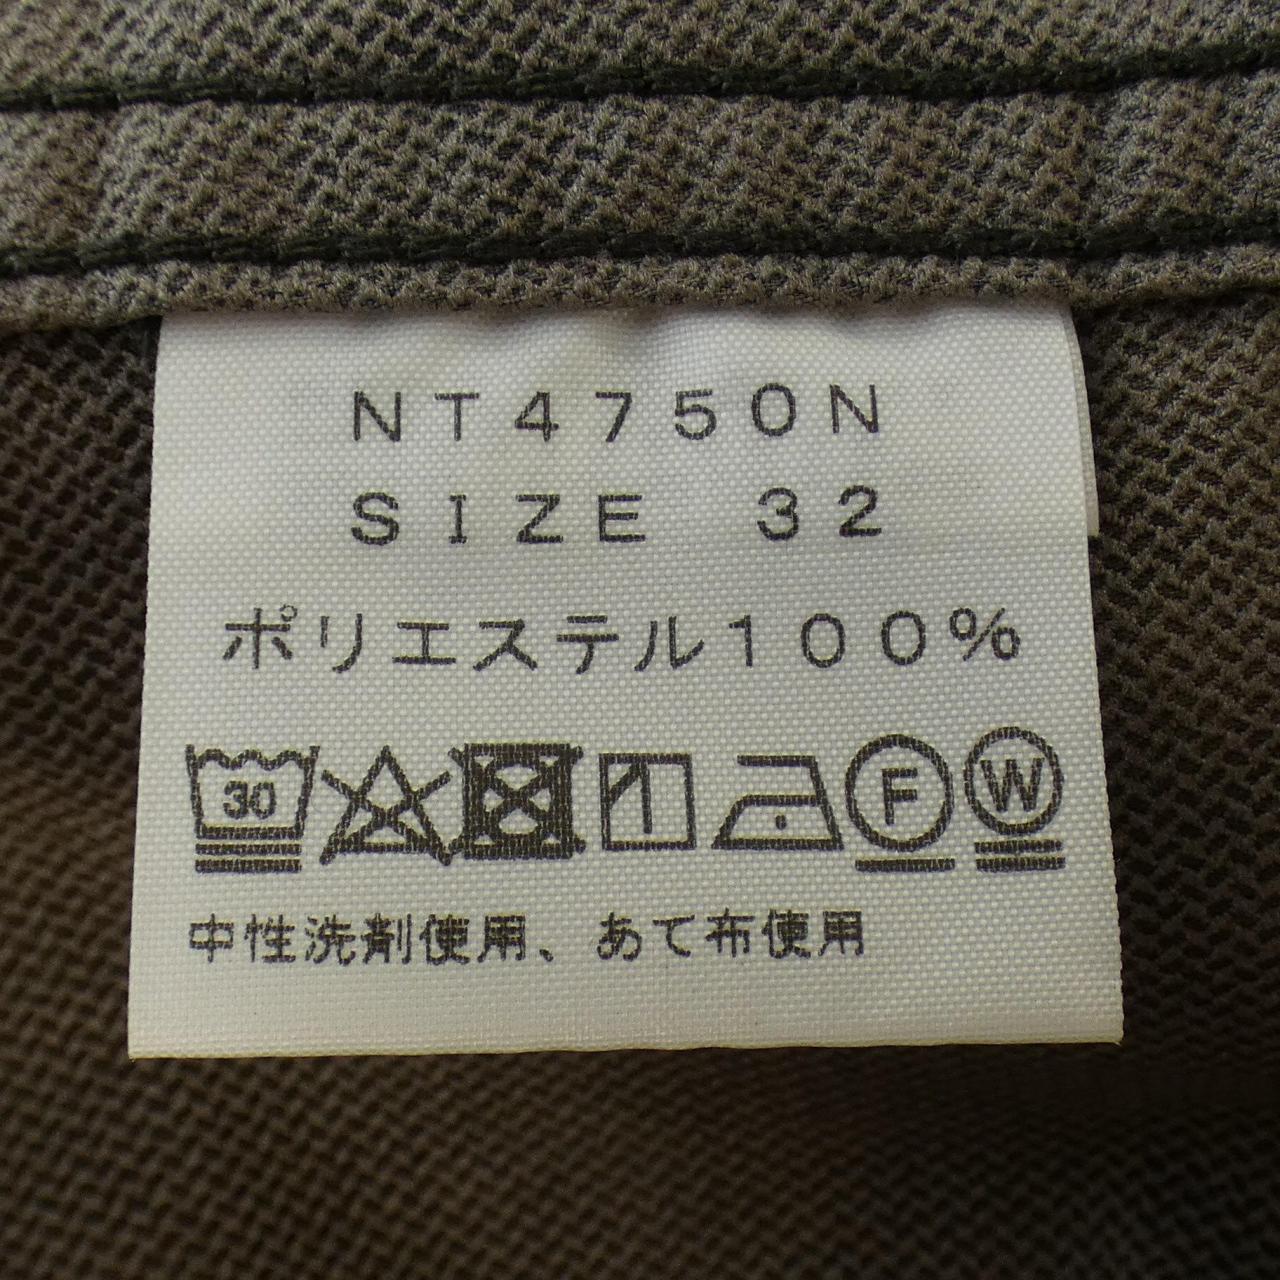 NT4750N
SIZE 32
ポリエステル100%
30 F W
中性洗剤使用、あて布使用